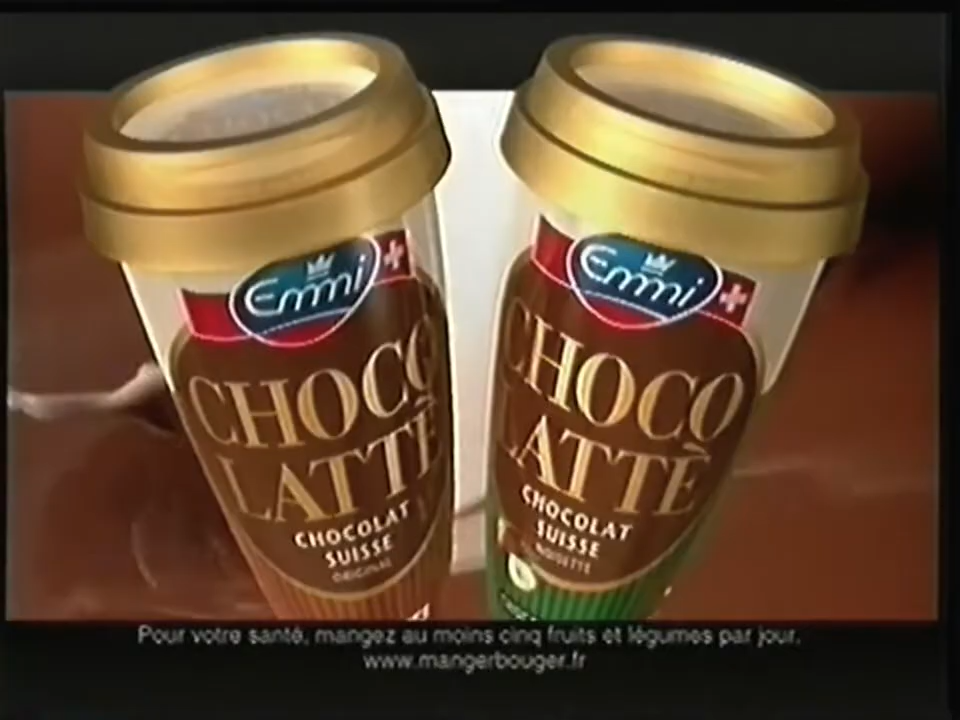 Emmi
CHOCO
LATTÈ
CHOCOLAT
SUISSE
ORIGINAL
Emmi
CHOCO
LATTÈ
CHOCOLAT
SUISSE
NOISETTE
Pour votre santé, mangez au moins cinq fruits et légumes par jour.
www.mangerbouger.fr